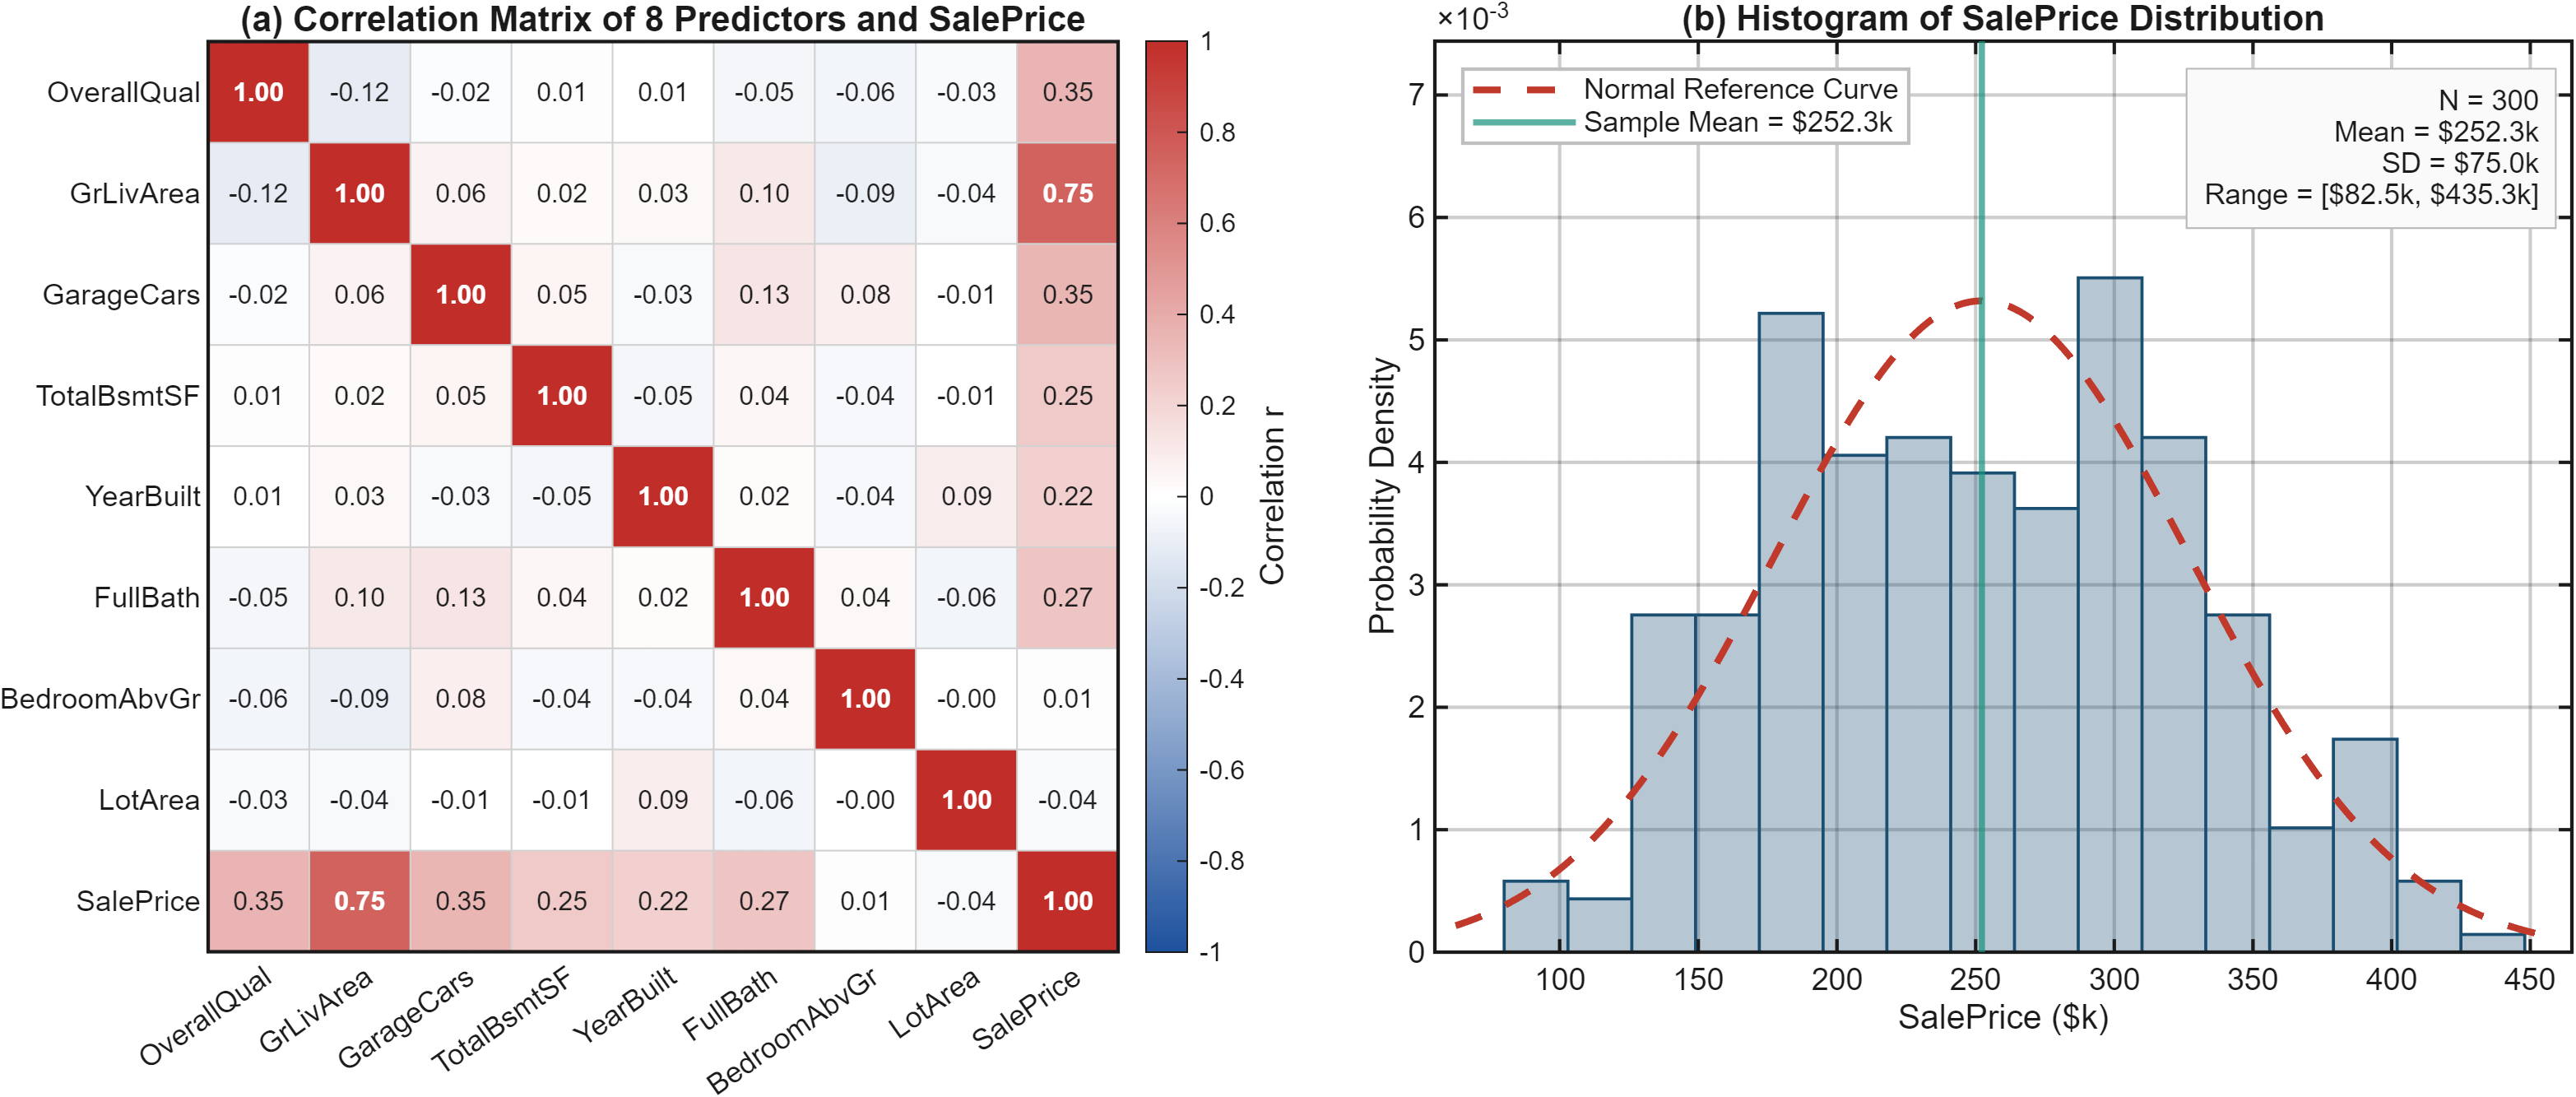 (a) Correlation Matrix of 8 Predictors and SalePrice
OverallQual 1.00 -0.12 -0.02 0.01 0.01 -0.05 -0.06 -0.03 0.35
GrLivArea -0.12 1.00 0.06 0.02 0.03 0.10 -0.09 -0.04 0.75
GarageCars -0.02 0.06 1.00 0.05 -0.03 0.13 0.08 -0.01 0.35
TotalBsmtSF 0.01 0.02 0.05 1.00 -0.05 0.04 -0.04 -0.01 0.25
YearBuilt 0.01 0.03 -0.03 -0.05 1.00 0.02 -0.04 0.09 0.22
FullBath -0.05 0.10 0.13 0.04 0.02 1.00 0.04 -0.06 0.27
BedroomAbvGr -0.06 -0.09 0.08 -0.04 -0.04 0.04 1.00 -0.00 0.01
LotArea -0.03 -0.04 -0.01 -0.01 0.09 -0.06 -0.00 1.00 -0.04
SalePrice 0.35 0.75 0.35 0.25 0.22 0.27 0.01 -0.04 1.00
OverallQual GrLivArea GarageCars TotalBsmtSF YearBuilt FullBath BedroomAbvGr LotArea SalePrice
1
0.8
0.6
0.4
0.2
0
-0.2
-0.4
-0.6
-0.8
-1
Correlation r
(b) Histogram of SalePrice Distribution
×10⁻³
Normal Reference Curve
Sample Mean = $252.3k
N = 300
Mean = $252.3k
SD = $75.0k
Range = [$82.5k, $435.3k]
7
6
5
4
3
2
1
0
Probability Density
100 150 200 250 300 350 400 450
SalePrice ($k)